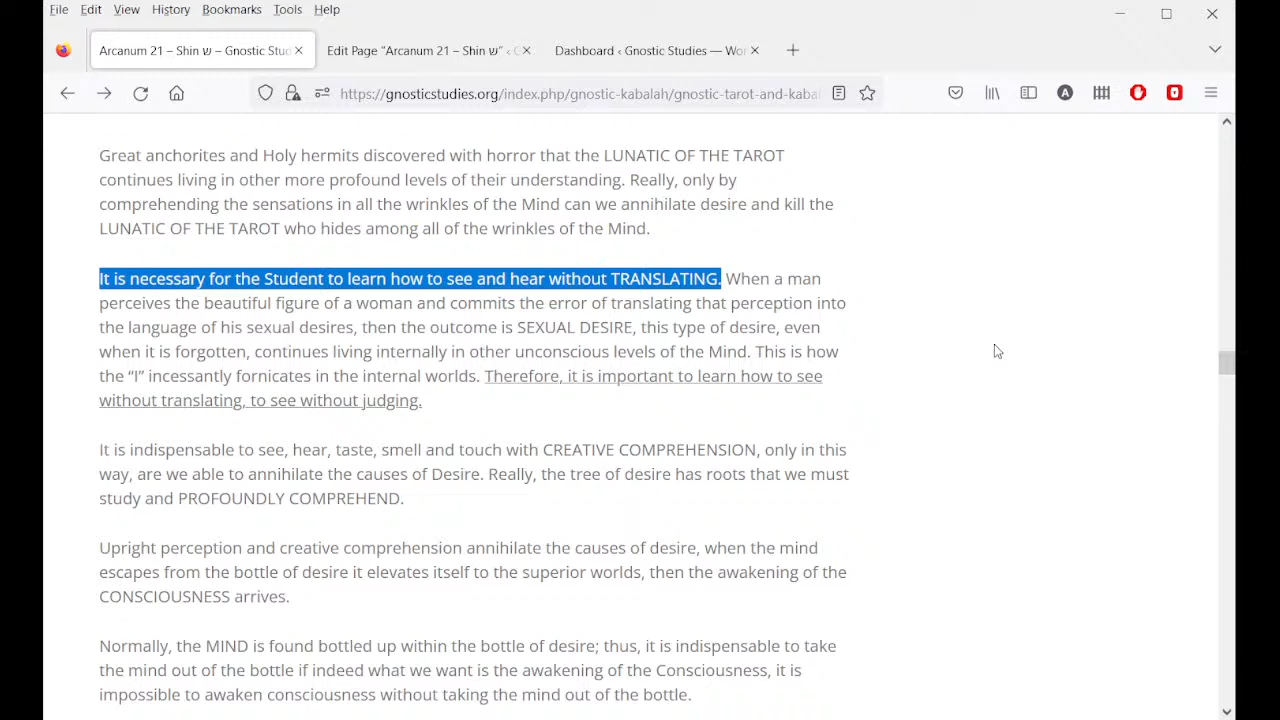 File Edit View History Bookmarks Tools Help
Arcanum 21 – Shin ש – Gnostic Stud
Edit Page “Arcanum 21 – Shin ש” ‹ G
Dashboard ‹ Gnostic Studies — Wor
https://gnosticstudies.org/index.php/gnostic-kabalah/gnostic-tarot-and-kabal
Great anchorites and Holy hermits discovered with horror that the LUNATIC OF THE TAROT
continues living in other more profound levels of their understanding. Really, only by
comprehending the sensations in all the wrinkles of the Mind can we annihilate desire and kill the
LUNATIC OF THE TAROT who hides among all of the wrinkles of the Mind.
It is necessary for the Student to learn how to see and hear without TRANSLATING. When a man
perceives the beautiful figure of a woman and commits the error of translating that perception into
the language of his sexual desires, then the outcome is SEXUAL DESIRE, this type of desire, even
when it is forgotten, continues living internally in other unconscious levels of the Mind. This is how
the “I” incessantly fornicates in the internal worlds. Therefore, it is important to learn how to see
without translating, to see without judging.
It is indispensable to see, hear, taste, smell and touch with CREATIVE COMPREHENSION, only in this
way, are we able to annihilate the causes of Desire. Really, the tree of desire has roots that we must
study and PROFOUNDLY COMPREHEND.
Upright perception and creative comprehension annihilate the causes of desire, when the mind
escapes from the bottle of desire it elevates itself to the superior worlds, then the awakening of the
CONSCIOUSNESS arrives.
Normally, the MIND is found bottled up within the bottle of desire; thus, it is indispensable to take
the mind out of the bottle if indeed what we want is the awakening of the Consciousness, it is
impossible to awaken consciousness without taking the mind out of the bottle.